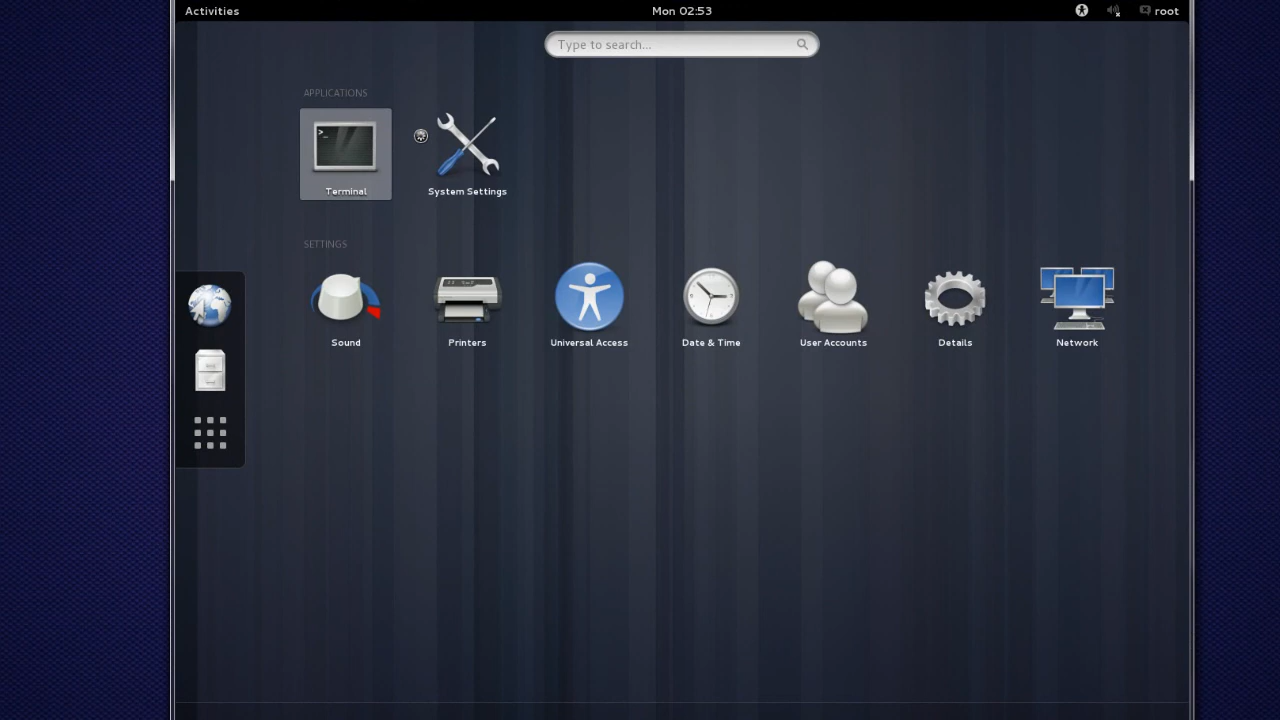 Activities
Mon 02:53
root
Type to search...
APPLICATIONS
>_
Terminal
System Settings
SETTINGS
Sound
Printers
Universal Access
Date & Time
User Accounts
Details
Network